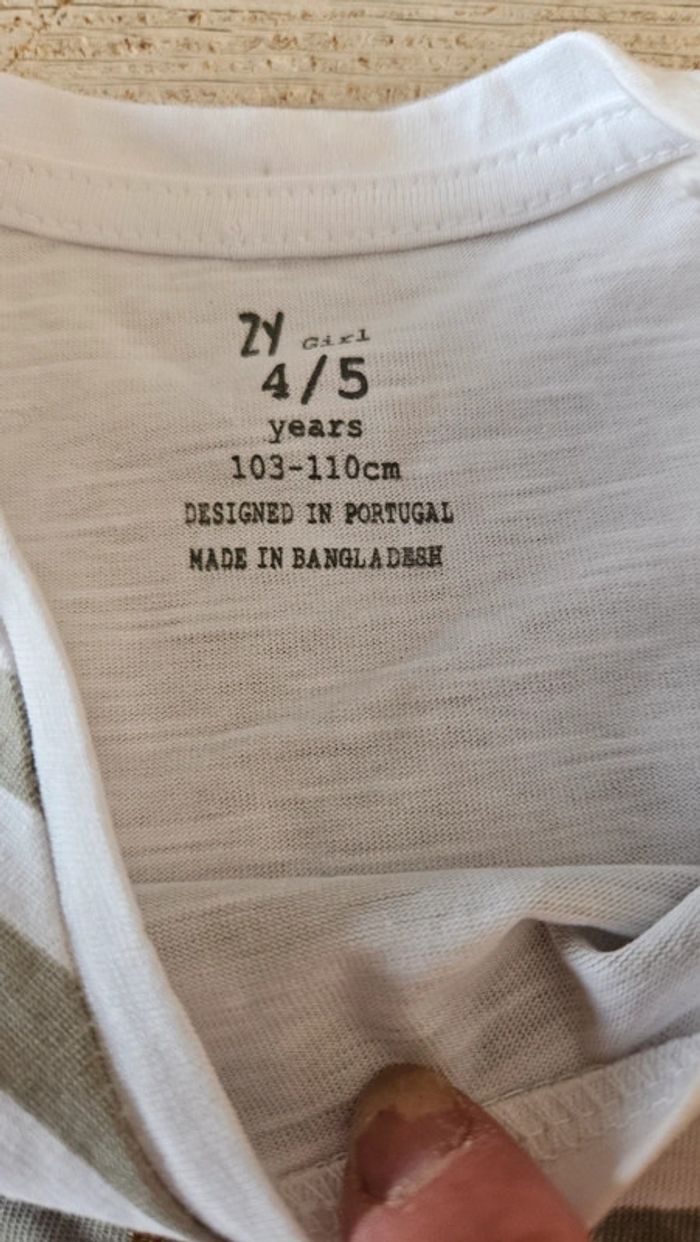 ZY Girl
4/5
years
103-110cm
DESIGNED IN PORTUGAL
MADE IN BANGLADESH